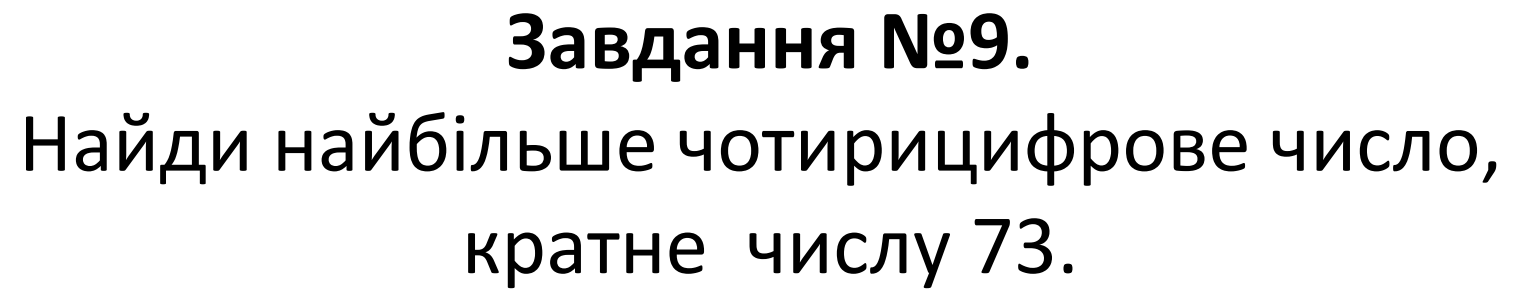 Завдання №9.
Найди найбільше чотирицифрове число,
кратне числу 73.